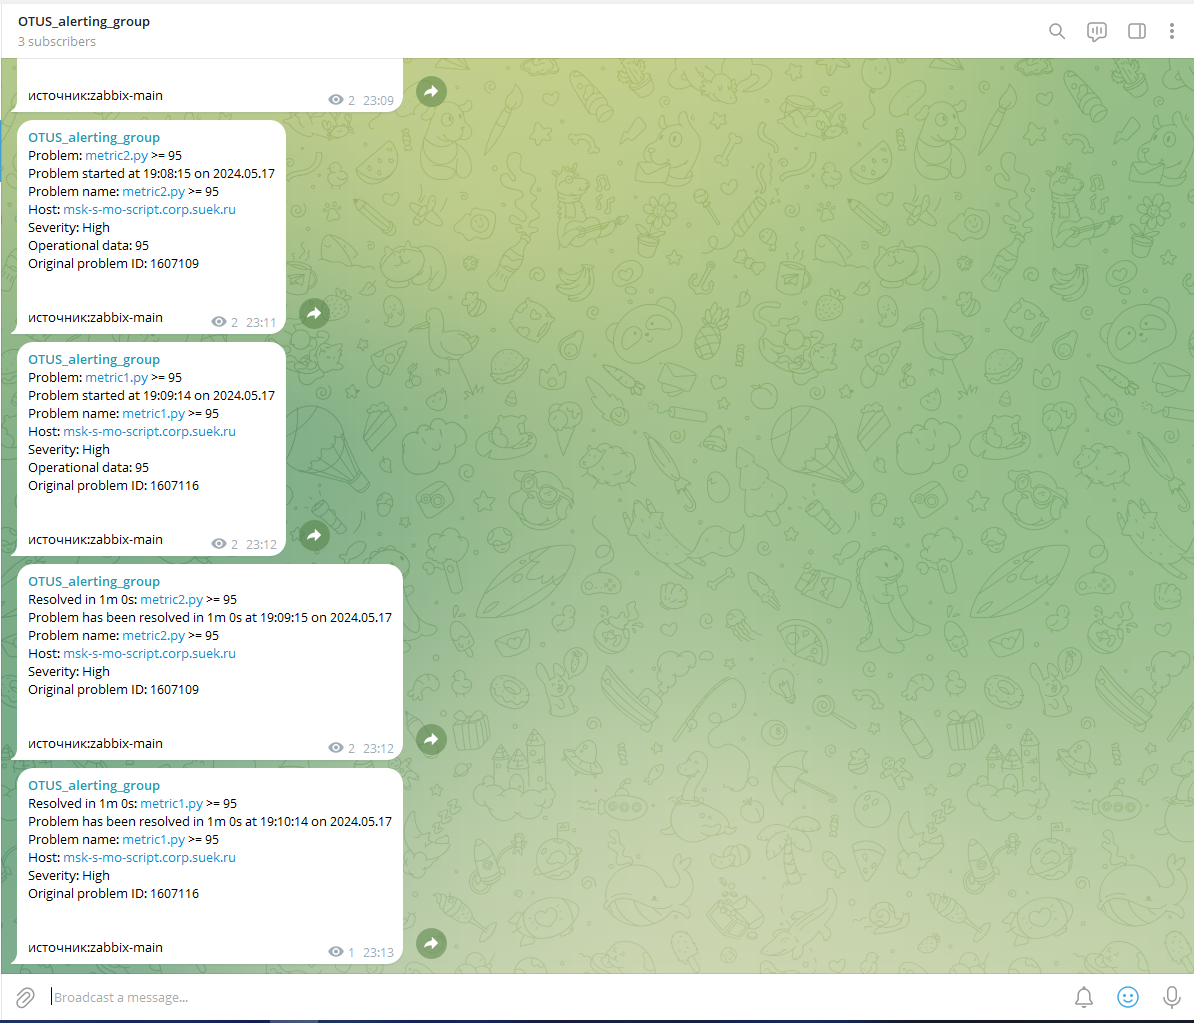 OTUS_alerting_group
3 subscribers
источник:zabbix-main
2 23:09
OTUS_alerting_group
Problem: metric2.py >= 95
Problem started at 19:08:15 on 2024.05.17
Problem name: metric2.py >= 95
Host: msk-s-mo-script.corp.suek.ru
Severity: High
Operational data: 95
Original problem ID: 1607109
источник:zabbix-main
2 23:11
OTUS_alerting_group
Problem: metric1.py >= 95
Problem started at 19:09:14 on 2024.05.17
Problem name: metric1.py >= 95
Host: msk-s-mo-script.corp.suek.ru
Severity: High
Operational data: 95
Original problem ID: 1607116
источник:zabbix-main
2 23:12
OTUS_alerting_group
Resolved in 1m 0s: metric2.py >= 95
Problem has been resolved in 1m 0s at 19:09:15 on 2024.05.17
Problem name: metric2.py >= 95
Host: msk-s-mo-script.corp.suek.ru
Severity: High
Original problem ID: 1607109
источник:zabbix-main
2 23:12
OTUS_alerting_group
Resolved in 1m 0s: metric1.py >= 95
Problem has been resolved in 1m 0s at 19:10:14 on 2024.05.17
Problem name: metric1.py >= 95
Host: msk-s-mo-script.corp.suek.ru
Severity: High
Original problem ID: 1607116
источник:zabbix-main
1 23:13
Broadcast a message...